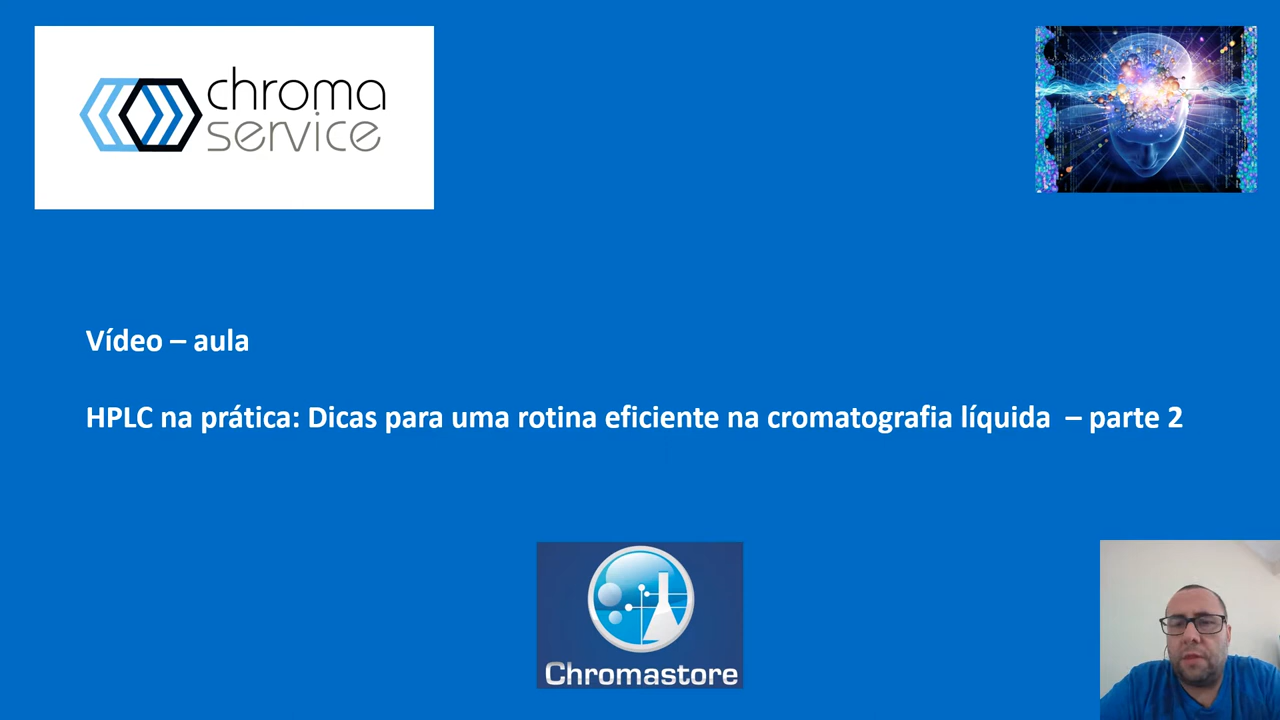 chroma
service
Vídeo – aula
HPLC na prática: Dicas para uma rotina eficiente na cromatografia líquida – parte 2
Chromastore